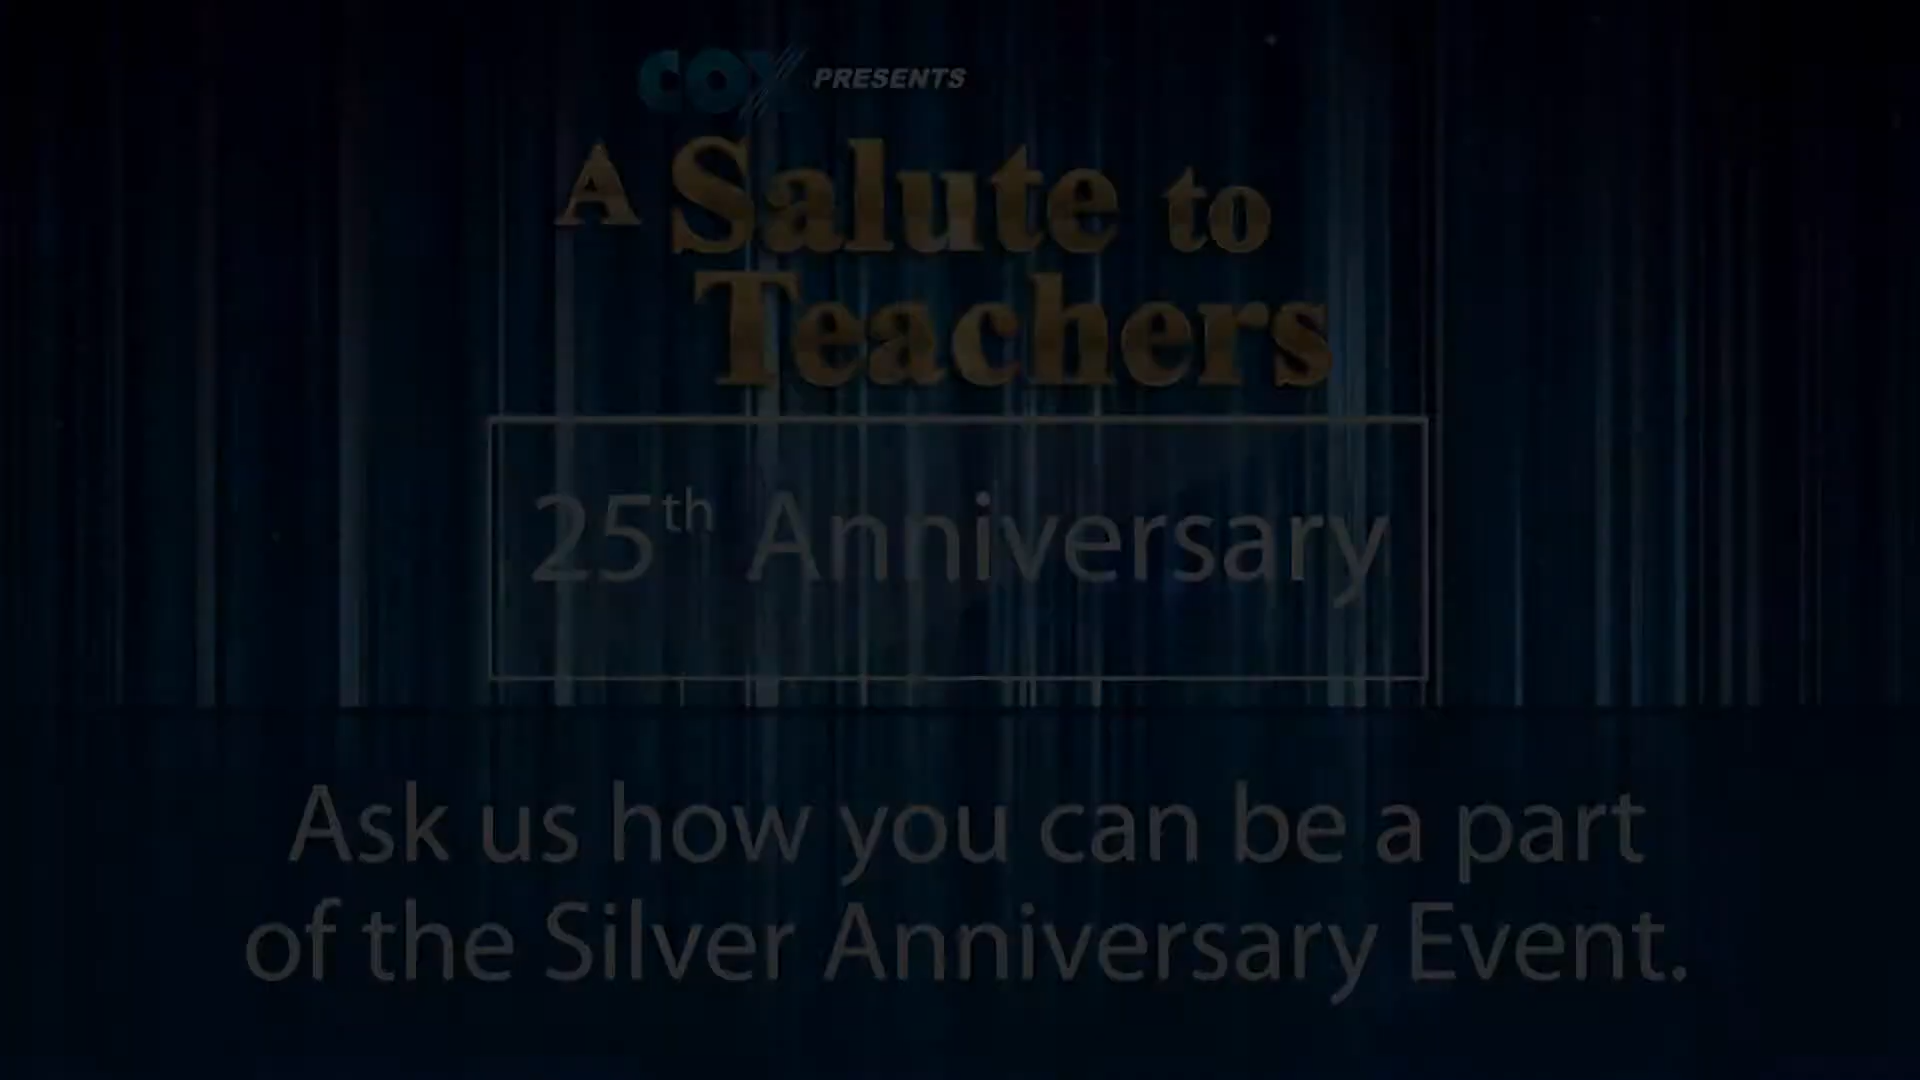 COX PRESENTS
A Salute to
Teachers
25th Anniversary
Ask us how you can be a part
of the Silver Anniversary Event.